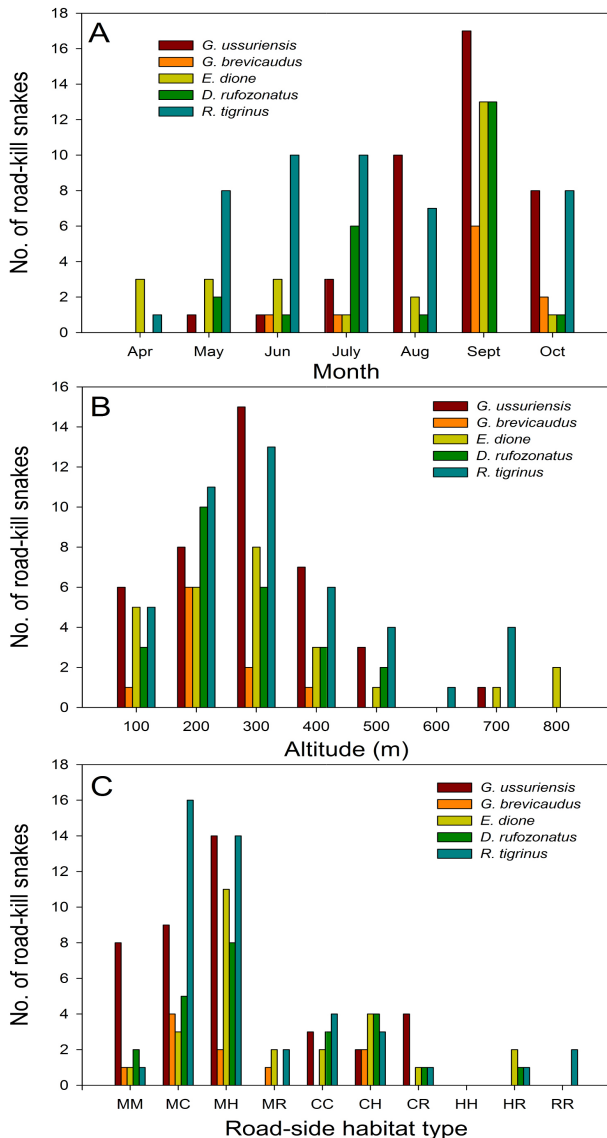 A
G. ussuriensis
G. brevicaudus
E. dione
D. rufozonatus
R. tigrinus
No. of road-kill snakes
18
16
14
12
10
8
6
4
2
0
Apr May Jun July Aug Sept Oct
Month
B
G. ussuriensis
G. brevicaudus
E. dione
D. rufozonatus
R. tigrinus
No. of road-kill snakes
16
14
12
10
8
6
4
2
0
100 200 300 400 500 600 700 800
Altitude (m)
C
G. ussuriensis
G. brevicaudus
E. dione
D. rufozonatus
R. tigrinus
No. of road-kill snakes
18
16
14
12
10
8
6
4
2
0
MM MC MH MR CC CH CR HH HR RR
Road-side habitat type